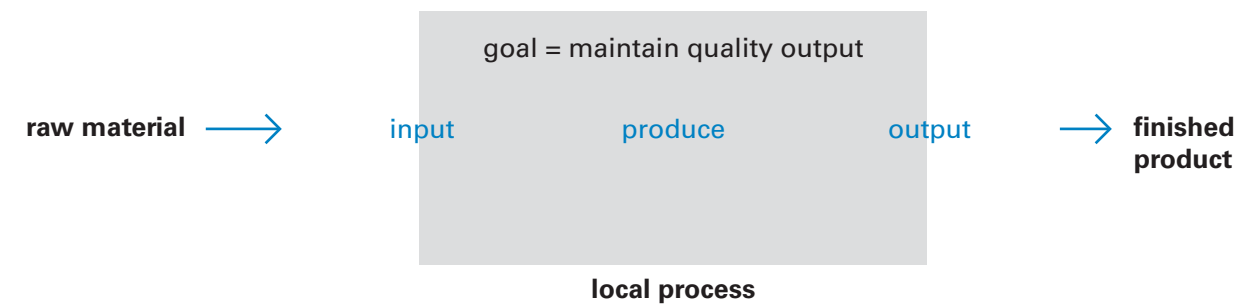 goal = maintain quality output
raw material
input
produce
output
finished
product
local process